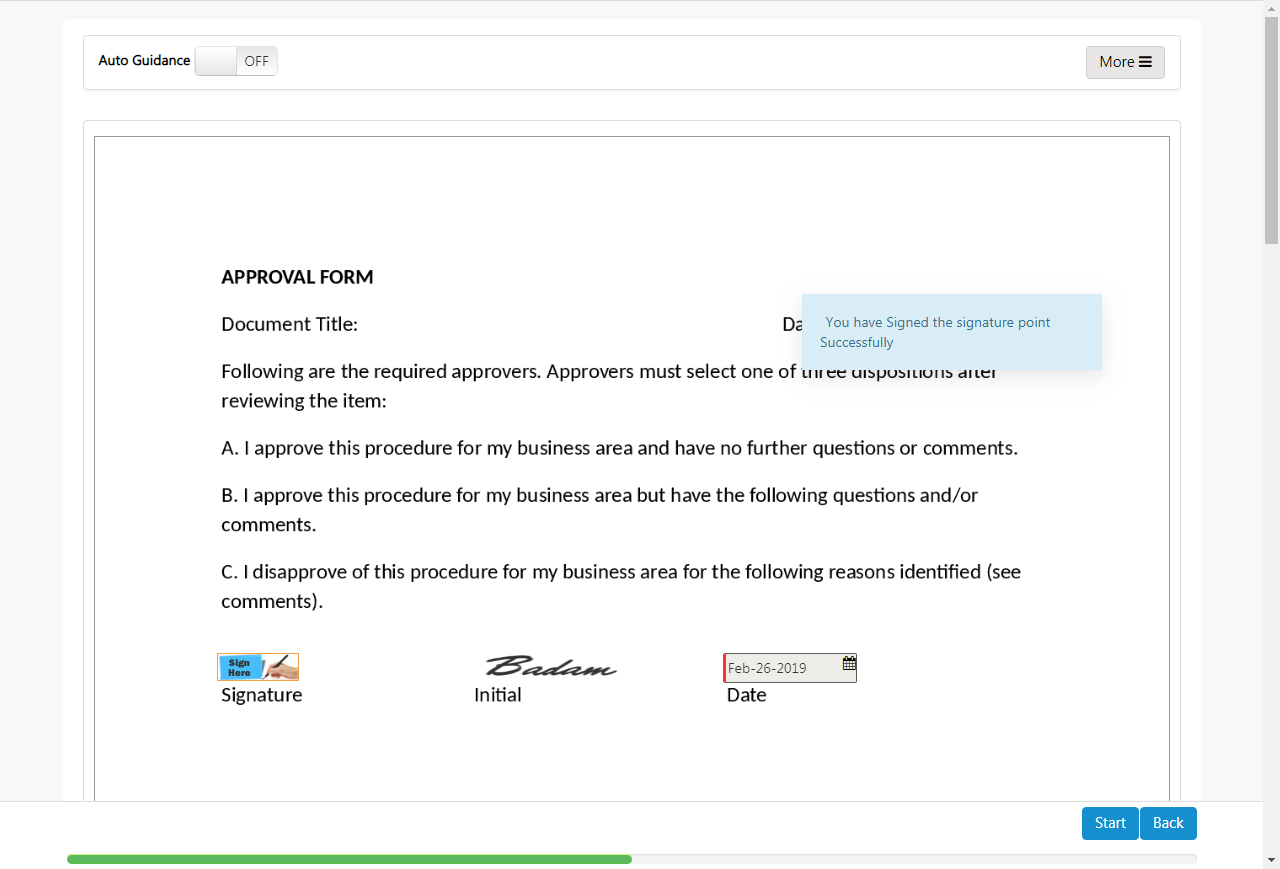 Auto Guidance OFF More
APPROVAL FORM
Document Title:
You have Signed the signature point
Successfully
Following are the required approvers. Approvers must select one of three dispositions after
reviewing the item:
A. I approve this procedure for my business area and have no further questions or comments.
B. I approve this procedure for my business area but have the following questions and/or
comments.
C. I disapprove of this procedure for my business area for the following reasons identified (see
comments).
Sign
Here
Badam
Feb-26-2019
Signature Initial Date
Start Back